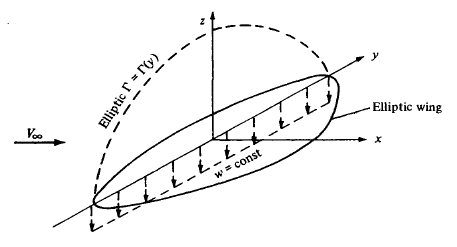 z
Elliptic Γ = Γ(y)
y
Elliptic wing
V∞
x
w = const